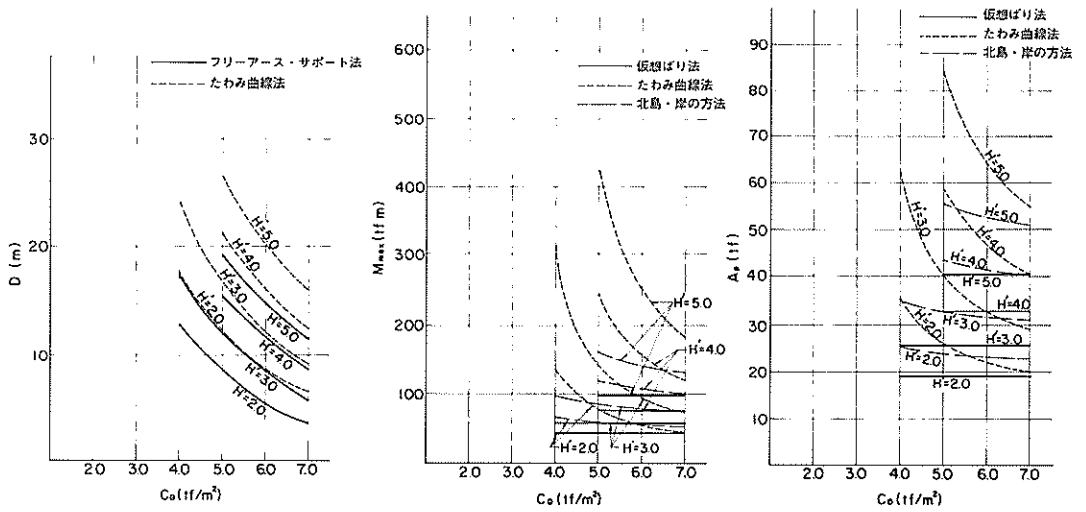 フリーアース・サポート法
たわみ曲線法
30
20
10
D (m)
H'=5.0
H'=4.0
H'=3.0
H'=2.0
H'=5.0
H'=4.0
H'=3.0
H'=2.0
2.0 3.0 4.0 5.0 6.0 7.0
C₀(tf/m²)
仮想ばり法
たわみ曲線法
北島・岸の方法
600
500
400
300
200
100
Mmax(tf m)
H'=5.0
H'=4.0
H'=2.0
H'=3.0
2.0 3.0 4.0 5.0 6.0 7.0
C₀(tf/m²)
仮想ばり法
たわみ曲線法
北島・岸の方法
90
80
70
60
50
40
30
20
10
Ap (tf)
H'=5.0
H'=3.0
H'=5.0
H'=4.0
H'=4.0
H'=5.0
H'=4.0
H'=3.0
H'=2.0
H'=3.0
H'=2.0
H'=2.0
2.0 3.0 4.0 5.0 6.0 7.0
C₀(tf/m²)